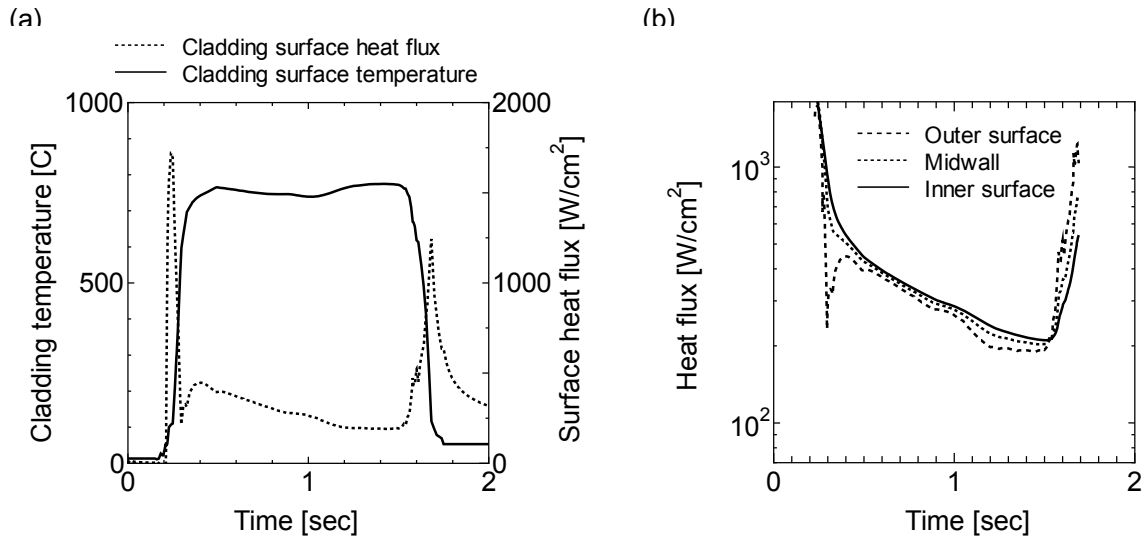 (a)
Cladding surface heat flux
Cladding surface temperature
1000
750
500
250
0
Cladding temperature [C]
2000
1000
0
Surface heat flux [W/cm²]
0
1
2
Time [sec]
(b)
Outer surface
Midwall
Inner surface
10³
10²
Heat flux [W/cm²]
0
1
2
Time [sec]